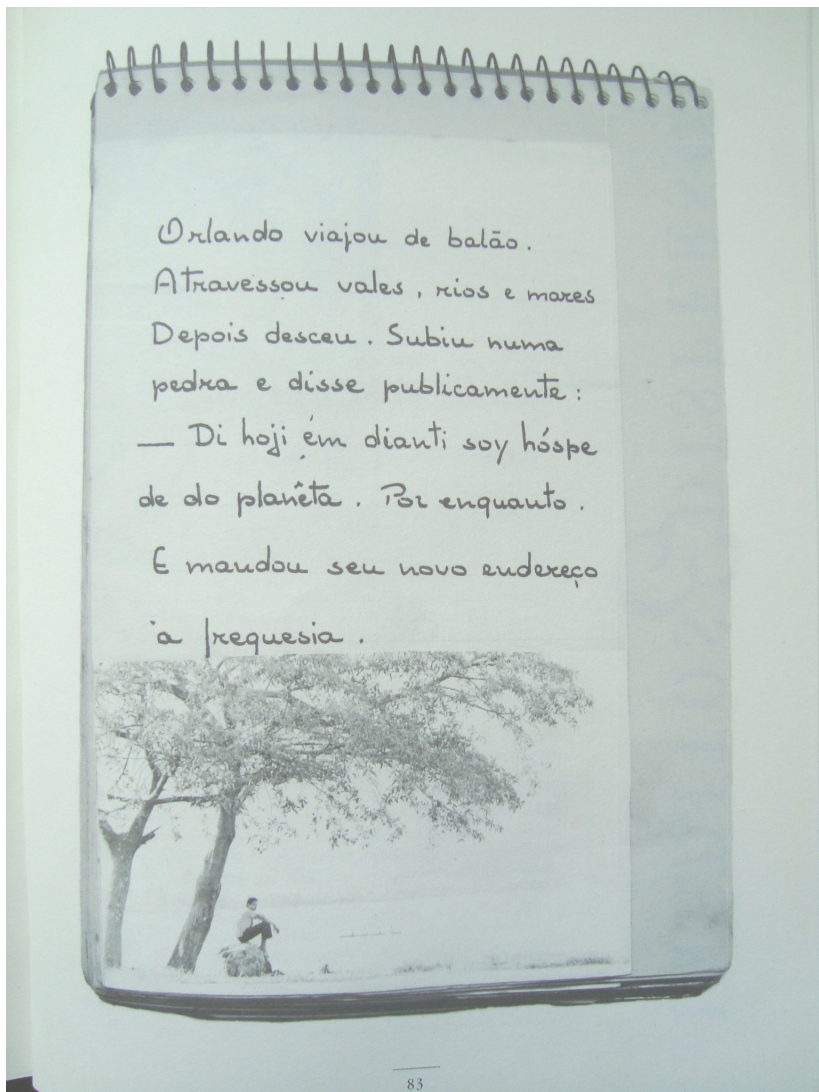 Orlando viajou de balão.
Atravessou vales, rios e mares
Depois desceu. Subiu numa
pedra e disse publicamente:
— Di hoji ém dianti soy hóspe
de do planêta. Por enquanto.
E mandou seu novo endereço
à freguesia.
83